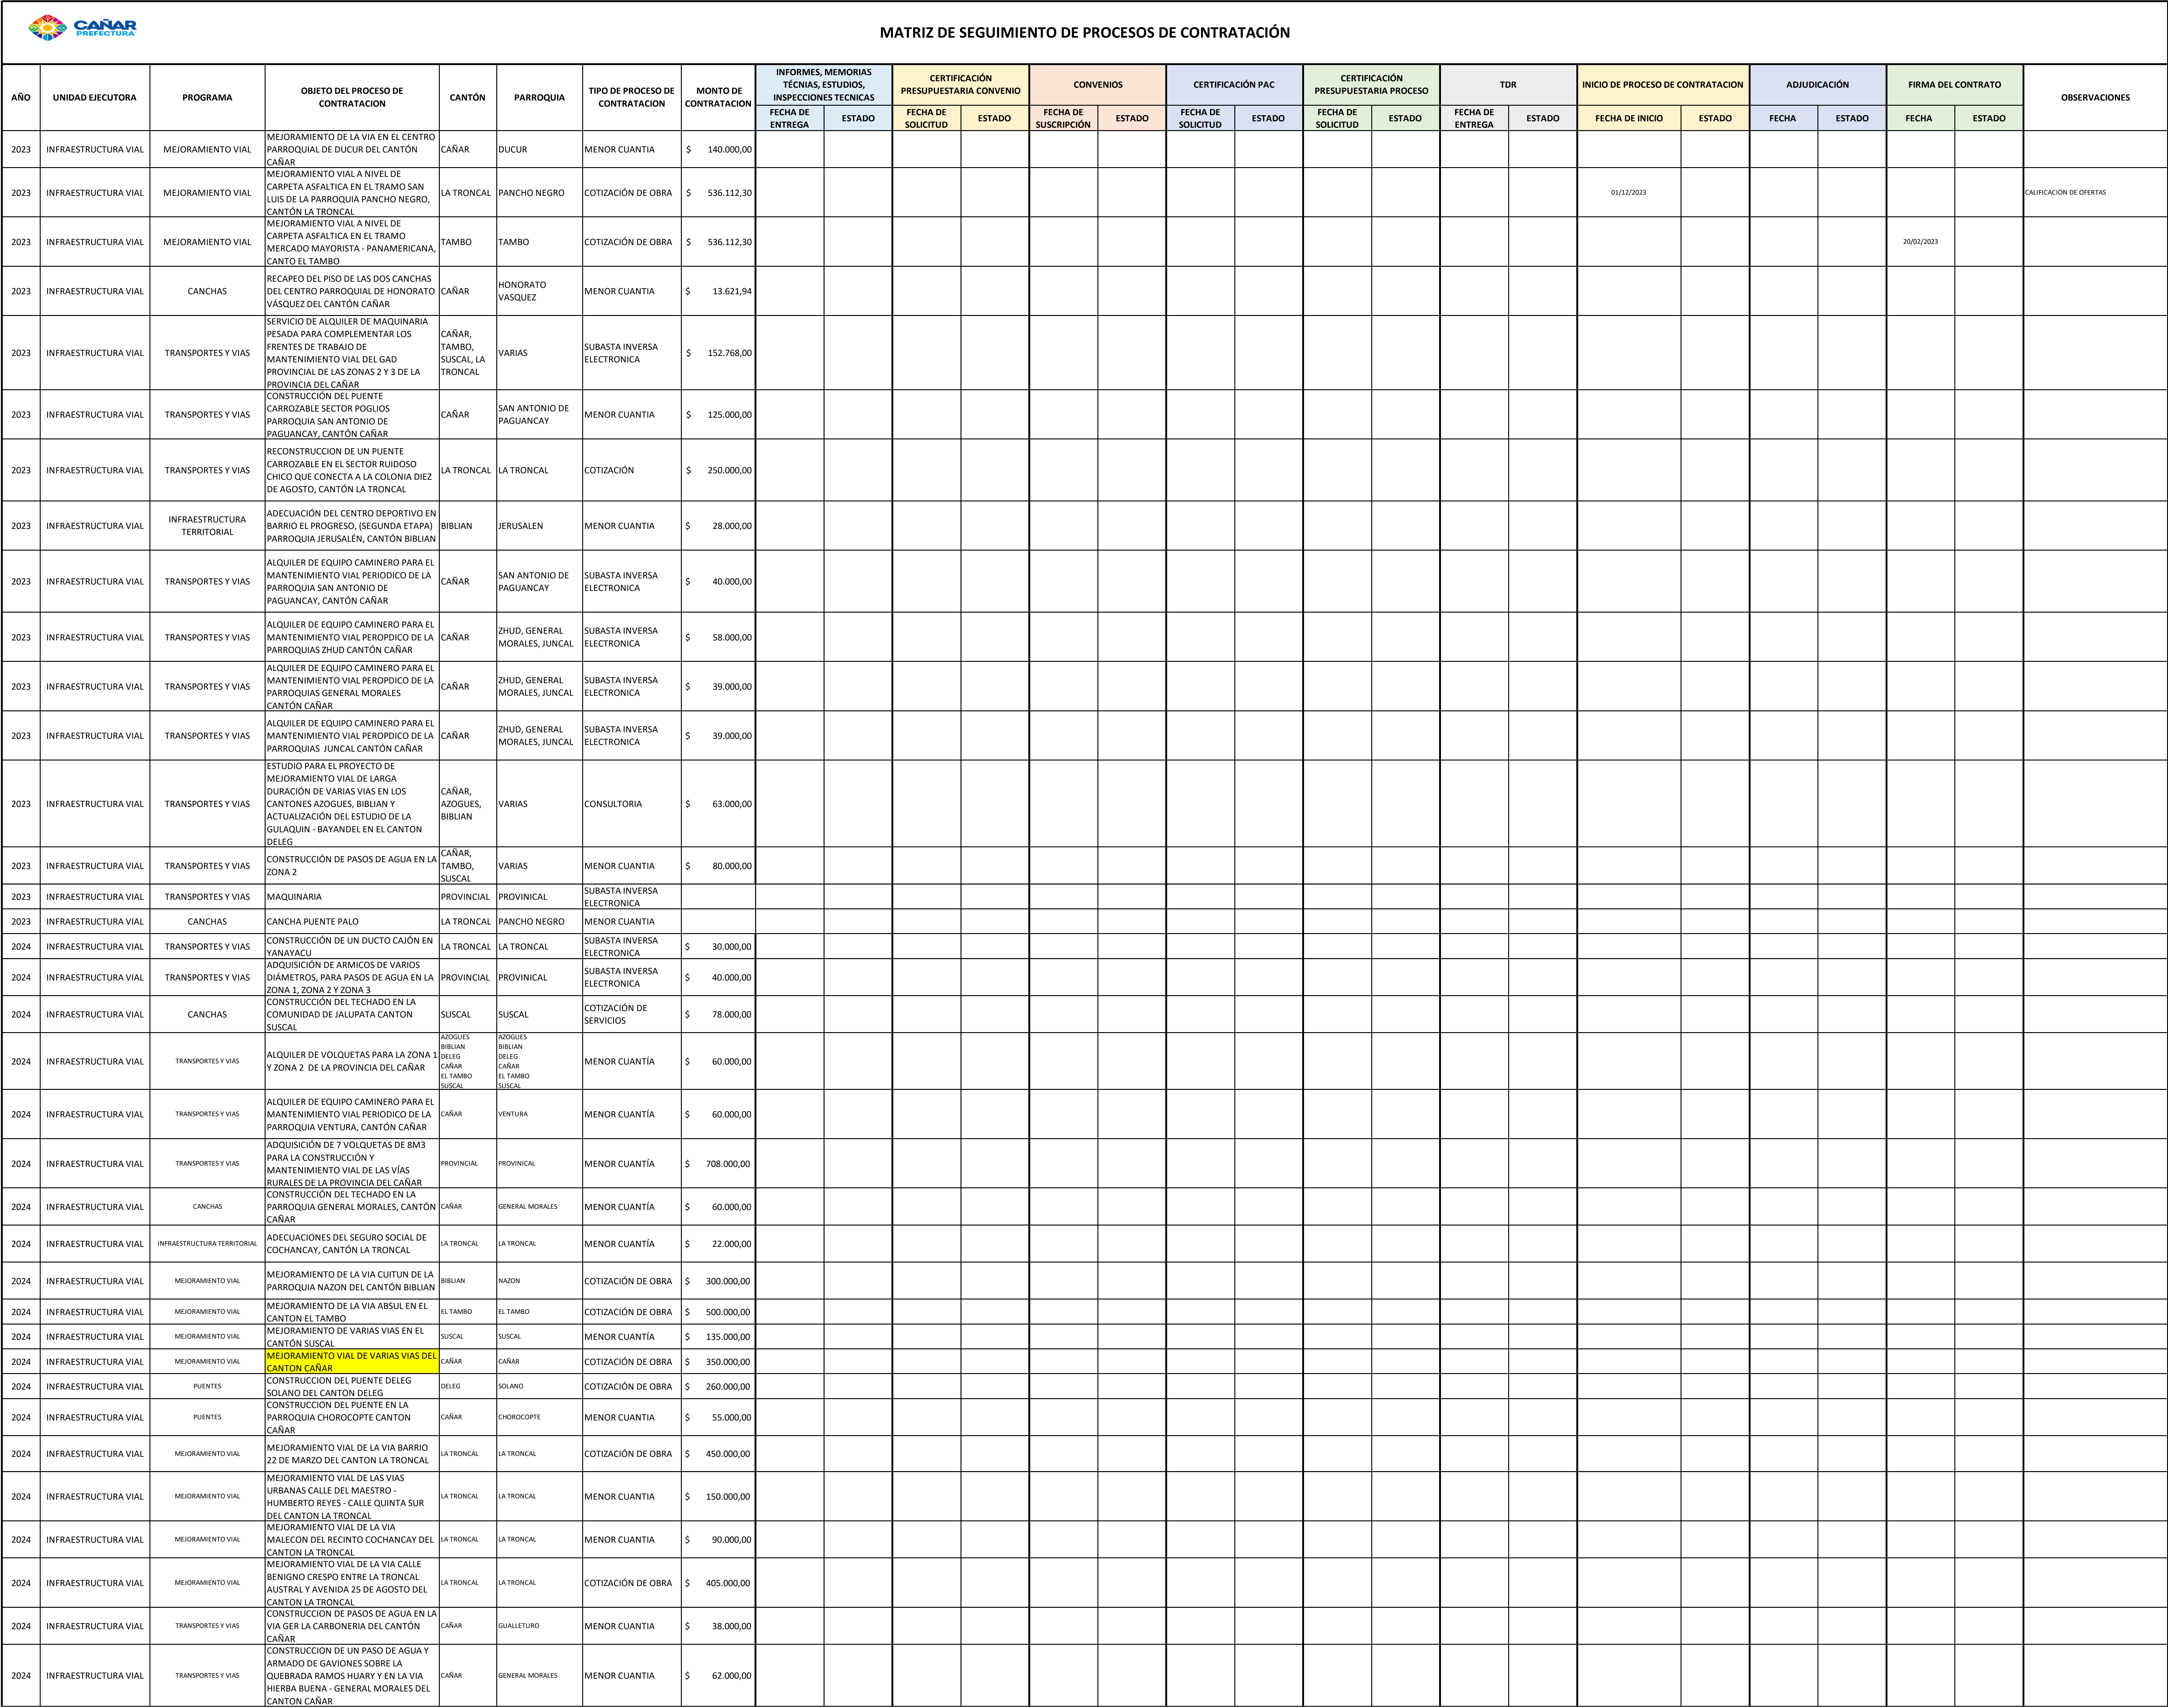 CAÑAR
PREFECTURA
MATRIZ DE SEGUIMIENTO DE PROCESOS DE CONTRATACIÓN
AÑO
UNIDAD EJECUTORA
PROGRAMA
OBJETO DEL PROCESO DE
CONTRATACION
CANTÓN
PARROQUIA
TIPO DE PROCESO DE
CONTRATACION
MONTO DE
CONTRATACION
INFORMES, MEMORIAS
TÉCNIAS, ESTUDIOS,
INSPECCIONES TECNICAS
CERTIFICACIÓN
PRESUPUESTARIA CONVENIO
CONVENIOS
CERTIFICACIÓN PAC
CERTIFICACIÓN
PRESUPUESTARIA PROCESO
TDR
INICIO DE PROCESO DE CONTRATACION
ADJUDICACIÓN
FIRMA DEL CONTRATO
OBSERVACIONES
FECHA DE
ENTREGA
ESTADO
FECHA DE
SOLICITUD
ESTADO
FECHA DE
SUSCRIPCIÓN
ESTADO
FECHA DE
SOLICITUD
ESTADO
FECHA DE
SOLICITUD
ESTADO
FECHA DE
ENTREGA
ESTADO
FECHA DE INICIO
ESTADO
FECHA
ESTADO
FECHA
ESTADO
2023
INFRAESTRUCTURA VIAL
MEJORAMIENTO VIAL
MEJORAMIENTO DE LA VIA EN EL CENTRO
PARROQUIAL DE DUCUR DEL CANTÓN
CAÑAR
CAÑAR
DUCUR
MENOR CUANTIA
$ 140.000,00
2023
INFRAESTRUCTURA VIAL
MEJORAMIENTO VIAL
MEJORAMIENTO VIAL A NIVEL DE
CARPETA ASFALTICA EN EL TRAMO SAN
LUIS DE LA PARROQUIA PANCHO NEGRO,
CANTÓN LA TRONCAL
LA TRONCAL
PANCHO NEGRO
COTIZACIÓN DE OBRA
$ 536.112,30
01/12/2023
CALIFICACION DE OFERTAS
2023
INFRAESTRUCTURA VIAL
MEJORAMIENTO VIAL
MEJORAMIENTO VIAL A NIVEL DE
CARPETA ASFALTICA EN EL TRAMO
MERCADO MAYORISTA - PANAMERICANA,
CANTO EL TAMBO
TAMBO
TAMBO
COTIZACIÓN DE OBRA
$ 536.112,30
20/02/2023
2023
INFRAESTRUCTURA VIAL
CANCHAS
RECAPEO DEL PISO DE LAS DOS CANCHAS
DEL CENTRO PARROQUIAL DE HONORATO
VÁSQUEZ DEL CANTÓN CAÑAR
CAÑAR
HONORATO
VASQUEZ
MENOR CUANTIA
$ 13.621,94
2023
INFRAESTRUCTURA VIAL
TRANSPORTES Y VIAS
SERVICIO DE ALQUILER DE MAQUINARIA
PESADA PARA COMPLEMENTAR LOS
FRENTES DE TRABAJO DE
MANTENIMIENTO VIAL DEL GAD
PROVINCIAL DE LAS ZONAS 2 Y 3 DE LA
PROVINCIA DEL CAÑAR
CAÑAR,
TAMBO,
SUSCAL, LA
TRONCAL
VARIAS
SUBASTA INVERSA
ELECTRONICA
$ 152.768,00
2023
INFRAESTRUCTURA VIAL
TRANSPORTES Y VIAS
CONSTRUCCIÓN DEL PUENTE
CARROZABLE SECTOR POGLIOS
PARROQUIA SAN ANTONIO DE
PAGUANCAY, CANTÓN CAÑAR
CAÑAR
SAN ANTONIO DE
PAGUANCAY
MENOR CUANTIA
$ 125.000,00
2023
INFRAESTRUCTURA VIAL
TRANSPORTES Y VIAS
RECONSTRUCCION DE UN PUENTE
CARROZABLE EN EL SECTOR RUIDOSO
CHICO QUE CONECTA A LA COLONIA DIEZ
DE AGOSTO, CANTÓN LA TRONCAL
LA TRONCAL
LA TRONCAL
COTIZACIÓN
$ 250.000,00
2023
INFRAESTRUCTURA VIAL
INFRAESTRUCTURA
TERRITORIAL
ADECUACIÓN DEL CENTRO DEPORTIVO EN
BARRIO EL PROGRESO, (SEGUNDA ETAPA)
PARROQUIA JERUSALÉN, CANTÓN BIBLIAN
BIBLIAN
JERUSALEN
MENOR CUANTIA
$ 28.000,00
2023
INFRAESTRUCTURA VIAL
TRANSPORTES Y VIAS
ALQUILER DE EQUIPO CAMINERO PARA EL
MANTENIMIENTO VIAL PERIODICO DE LA
PARROQUIA SAN ANTONIO DE
PAGUANCAY, CANTÓN CAÑAR
CAÑAR
SAN ANTONIO DE
PAGUANCAY
SUBASTA INVERSA
ELECTRONICA
$ 40.000,00
2023
INFRAESTRUCTURA VIAL
TRANSPORTES Y VIAS
ALQUILER DE EQUIPO CAMINERO PARA EL
MANTENIMIENTO VIAL PEROPDICO DE LA
PARROQUIAS ZHUD CANTÓN CAÑAR
CAÑAR
ZHUD, GENERAL
MORALES, JUNCAL
SUBASTA INVERSA
ELECTRONICA
$ 58.000,00
2023
INFRAESTRUCTURA VIAL
TRANSPORTES Y VIAS
ALQUILER DE EQUIPO CAMINERO PARA EL
MANTENIMIENTO VIAL PEROPDICO DE LA
PARROQUIAS GENERAL MORALES
CANTÓN CAÑAR
CAÑAR
ZHUD, GENERAL
MORALES, JUNCAL
SUBASTA INVERSA
ELECTRONICA
$ 39.000,00
2023
INFRAESTRUCTURA VIAL
TRANSPORTES Y VIAS
ALQUILER DE EQUIPO CAMINERO PARA EL
MANTENIMIENTO VIAL PEROPDICO DE LA
PARROQUIAS JUNCAL CANTÓN CAÑAR
CAÑAR
ZHUD, GENERAL
MORALES, JUNCAL
SUBASTA INVERSA
ELECTRONICA
$ 39.000,00
2023
INFRAESTRUCTURA VIAL
TRANSPORTES Y VIAS
ESTUDIO PARA EL PROYECTO DE
MEJORAMIENTO VIAL DE LARGA
DURACIÓN DE VARIAS VIAS EN LOS
CANTONES AZOGUES, BIBLIAN Y
ACTUALIZACIÓN DEL ESTUDIO DE LA
GULAQUIN - BAYANDEL EN EL CANTON
DELEG
CAÑAR,
AZOGUES,
BIBLIAN
VARIAS
CONSULTORIA
$ 63.000,00
2023
INFRAESTRUCTURA VIAL
TRANSPORTES Y VIAS
CONSTRUCCIÓN DE PASOS DE AGUA EN LA
ZONA 2
CAÑAR,
TAMBO,
SUSCAL
VARIAS
MENOR CUANTIA
$ 80.000,00
2023
INFRAESTRUCTURA VIAL
TRANSPORTES Y VIAS
MAQUINARIA
PROVINCIAL
PROVINICAL
SUBASTA INVERSA
ELECTRONICA
2023
INFRAESTRUCTURA VIAL
CANCHAS
CANCHA PUENTE PALO
LA TRONCAL
PANCHO NEGRO
MENOR CUANTIA
2024
INFRAESTRUCTURA VIAL
TRANSPORTES Y VIAS
CONSTRUCCIÓN DE UN DUCTO CAJÓN EN
YANAYACU
LA TRONCAL
LA TRONCAL
SUBASTA INVERSA
ELECTRONICA
$ 30.000,00
2024
INFRAESTRUCTURA VIAL
TRANSPORTES Y VIAS
ADQUISICIÓN DE ARMICOS DE VARIOS
DIÁMETROS, PARA PASOS DE AGUA EN LA
ZONA 1, ZONA 2 Y ZONA 3
PROVINCIAL
PROVINICAL
SUBASTA INVERSA
ELECTRONICA
$ 40.000,00
2024
INFRAESTRUCTURA VIAL
CANCHAS
CONSTRUCCIÓN DEL TECHADO EN LA
COMUNIDAD DE JALUPATA CANTON
SUSCAL
SUSCAL
SUSCAL
COTIZACIÓN DE
SERVICIOS
$ 78.000,00
2024
INFRAESTRUCTURA VIAL
TRANSPORTES Y VIAS
ALQUILER DE VOLQUETAS PARA LA ZONA 1
Y ZONA 2 DE LA PROVINCIA DEL CAÑAR
AZOGUES
BIBLIAN
DELEG
CAÑAR
EL TAMBO
SUSCAL
AZOGUES
BIBLIAN
DELEG
CAÑAR
EL TAMBO
SUSCAL
MENOR CUANTÍA
$ 60.000,00
2024
INFRAESTRUCTURA VIAL
TRANSPORTES Y VIAS
ALQUILER DE EQUIPO CAMINERO PARA EL
MANTENIMIENTO VIAL PERIODICO DE LA
PARROQUIA VENTURA, CANTÓN CAÑAR
CAÑAR
VENTURA
MENOR CUANTÍA
$ 60.000,00
2024
INFRAESTRUCTURA VIAL
TRANSPORTES Y VIAS
ADQUISICIÓN DE 7 VOLQUETAS DE 8M3
PARA LA CONSTRUCCIÓN Y
MANTENIMIENTO VIAL DE LAS VÍAS
RURALES DE LA PROVINCIA DEL CAÑAR
PROVINCIAL
PROVINICAL
MENOR CUANTÍA
$ 708.000,00
2024
INFRAESTRUCTURA VIAL
CANCHAS
CONSTRUCCIÓN DEL TECHADO EN LA
PARROQUIA GENERAL MORALES, CANTÓN
CAÑAR
CAÑAR
GENERAL MORALES
MENOR CUANTÍA
$ 60.000,00
2024
INFRAESTRUCTURA VIAL
INFRAESTRUCTURA TERRITORIAL
ADECUACIONES DEL SEGURO SOCIAL DE
COCHANCAY, CANTÓN LA TRONCAL
LA TRONCAL
LA TRONCAL
MENOR CUANTÍA
$ 22.000,00
2024
INFRAESTRUCTURA VIAL
MEJORAMIENTO VIAL
MEJORAMIENTO DE LA VIA CUITUN DE LA
PARROQUIA NAZON DEL CANTÓN BIBLIAN
BIBLIAN
NAZON
COTIZACIÓN DE OBRA
$ 300.000,00
2024
INFRAESTRUCTURA VIAL
MEJORAMIENTO VIAL
MEJORAMIENTO DE LA VIA ABSUL EN EL
CANTON EL TAMBO
EL TAMBO
EL TAMBO
COTIZACIÓN DE OBRA
$ 500.000,00
2024
INFRAESTRUCTURA VIAL
MEJORAMIENTO VIAL
MEJORAMIENTO DE VARIAS VIAS EN EL
CANTÓN SUSCAL
SUSCAL
SUSCAL
MENOR CUANTÍA
$ 135.000,00
2024
INFRAESTRUCTURA VIAL
MEJORAMIENTO VIAL
MEJORAMIENTO VIAL DE VARIAS VIAS DEL
CANTON CAÑAR
CAÑAR
CAÑAR
COTIZACIÓN DE OBRA
$ 350.000,00
2024
INFRAESTRUCTURA VIAL
PUENTES
CONSTRUCCION DEL PUENTE DELEG
SOLANO DEL CANTON DELEG
DELEG
SOLANO
COTIZACIÓN DE OBRA
$ 260.000,00
2024
INFRAESTRUCTURA VIAL
PUENTES
CONSTRUCCION DEL PUENTE EN LA
PARROQUIA CHOROCOPTE CANTON
CAÑAR
CAÑAR
CHOROCOPTE
MENOR CUANTIA
$ 55.000,00
2024
INFRAESTRUCTURA VIAL
MEJORAMIENTO VIAL
MEJORAMIENTO VIAL DE LA VIA BARRIO
22 DE MARZO DEL CANTON LA TRONCAL
LA TRONCAL
LA TRONCAL
COTIZACIÓN DE OBRA
$ 450.000,00
2024
INFRAESTRUCTURA VIAL
MEJORAMIENTO VIAL
MEJORAMIENTO VIAL DE LAS VIAS
URBANAS CALLE DEL MAESTRO -
HUMBERTO REYES - CALLE QUINTA SUR
DEL CANTON LA TRONCAL
LA TRONCAL
LA TRONCAL
MENOR CUANTIA
$ 150.000,00
2024
INFRAESTRUCTURA VIAL
MEJORAMIENTO VIAL
MEJORAMIENTO VIAL DE LA VIA
MALECON DEL RECINTO COCHANCAY DEL
CANTON LA TRONCAL
LA TRONCAL
LA TRONCAL
MENOR CUANTIA
$ 90.000,00
2024
INFRAESTRUCTURA VIAL
MEJORAMIENTO VIAL
MEJORAMIENTO VIAL DE LA VIA CALLE
BENIGNO CRESPO ENTRE LA TRONCAL
AUSTRAL Y AVENIDA 25 DE AGOSTO DEL
CANTON LA TRONCAL
LA TRONCAL
LA TRONCAL
COTIZACIÓN DE OBRA
$ 405.000,00
2024
INFRAESTRUCTURA VIAL
TRANSPORTES Y VIAS
CONSTRUCCION DE PASOS DE AGUA EN LA
VIA GER LA CARBONERIA DEL CANTÓN
CAÑAR
CAÑAR
GUALLETURO
MENOR CUANTIA
$ 38.000,00
2024
INFRAESTRUCTURA VIAL
TRANSPORTES Y VIAS
CONSTRUCCION DE UN PASO DE AGUA Y
ARMADO DE GAVIONES SOBRE LA
QUEBRADA RAMOS HUARY Y EN LA VIA
HIERBA BUENA - GENERAL MORALES DEL
CANTON CAÑAR
CAÑAR
GENERAL MORALES
MENOR CUANTIA
$ 62.000,00